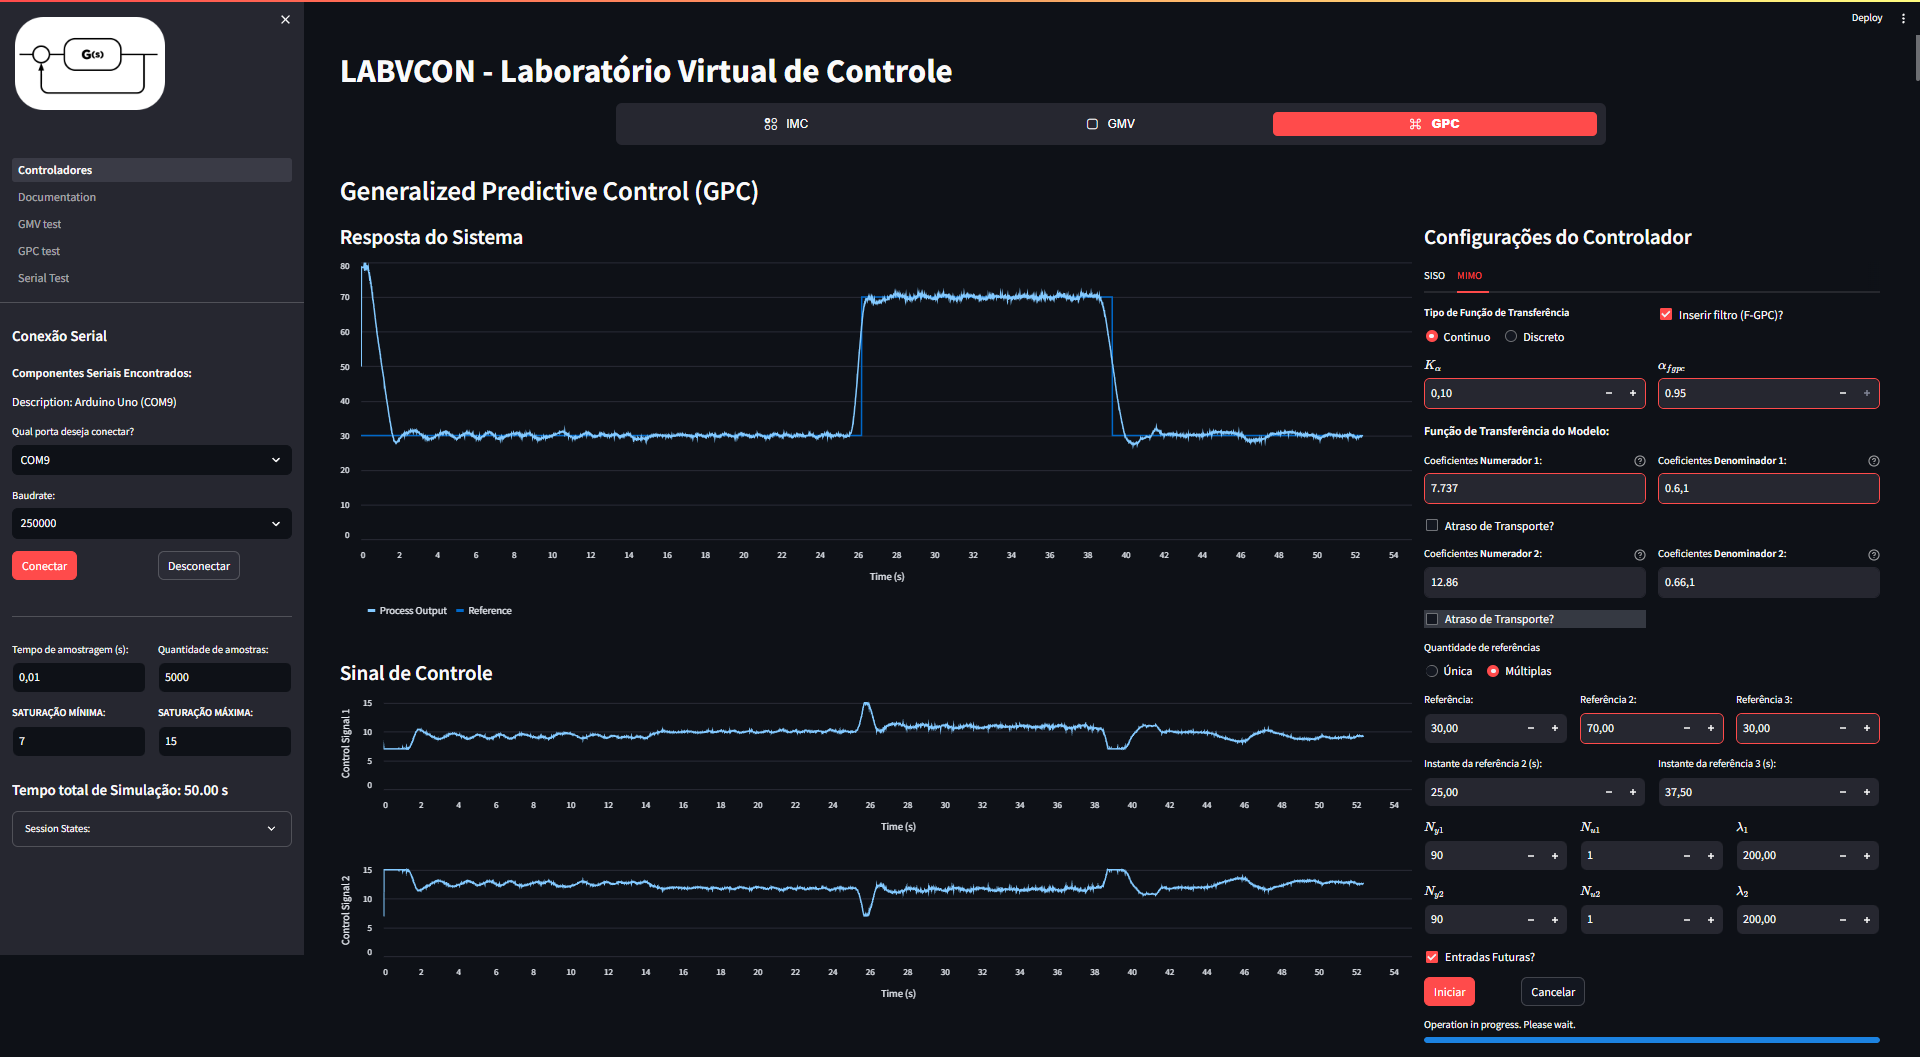 Deploy
G(s)
LABVCON - Laboratório Virtual de Controle
IMC
GMV
GPC
Controladores
Documentation
GMV test
GPC test
Serial Test
Conexão Serial
Componentes Seriais Encontrados:
Description: Arduino Uno (COM9)
Qual porta deseja conectar?
COM9
Baudrate:
250000
Conectar
Desconectar
Tempo de amostragem (s):
Quantidade de amostras:
0,01
5000
SATURAÇÃO MÍNIMA:
SATURAÇÃO MÁXIMA:
7
15
Tempo total de Simulação: 50.00 s
Session States:
Generalized Predictive Control (GPC)
Resposta do Sistema
80
70
60
50
40
30
20
10
0
0 2 4 6 8 10 12 14 16 18 20 22 24 26 28 30 32 34 36 38 40 42 44 46 48 50 52 54
Time (s)
Process Output
Reference
Sinal de Controle
Control Signal 1
15
10
5
0
0 2 4 6 8 10 12 14 16 18 20 22 24 26 28 30 32 34 36 38 40 42 44 46 48 50 52 54
Time (s)
Control Signal 2
15
10
5
0
0 2 4 6 8 10 12 14 16 18 20 22 24 26 28 30 32 34 36 38 40 42 44 46 48 50 52 54
Time (s)
Configurações do Controlador
SISO
MIMO
Tipo de Função de Transferência
Inserir filtro (F-GPC)?
Continuo
Discreto
Kα
αfgpc
0,10
0.95
Função de Transferência do Modelo:
Coeficientes Numerador 1:
Coeficientes Denominador 1:
7.737
0.6,1
Atraso de Transporte?
Coeficientes Numerador 2:
Coeficientes Denominador 2:
12.86
0.66,1
Atraso de Transporte?
Quantidade de referências
Única
Múltiplas
Referência:
Referência 2:
Referência 3:
30,00
70,00
30,00
Instante da referência 2 (s):
Instante da referência 3 (s):
25,00
37,50
Ny1
Nu1
λ1
90
1
200,00
Ny2
Nu2
λ2
90
1
200,00
Entradas Futuras?
Iniciar
Cancelar
Operation in progress. Please wait.